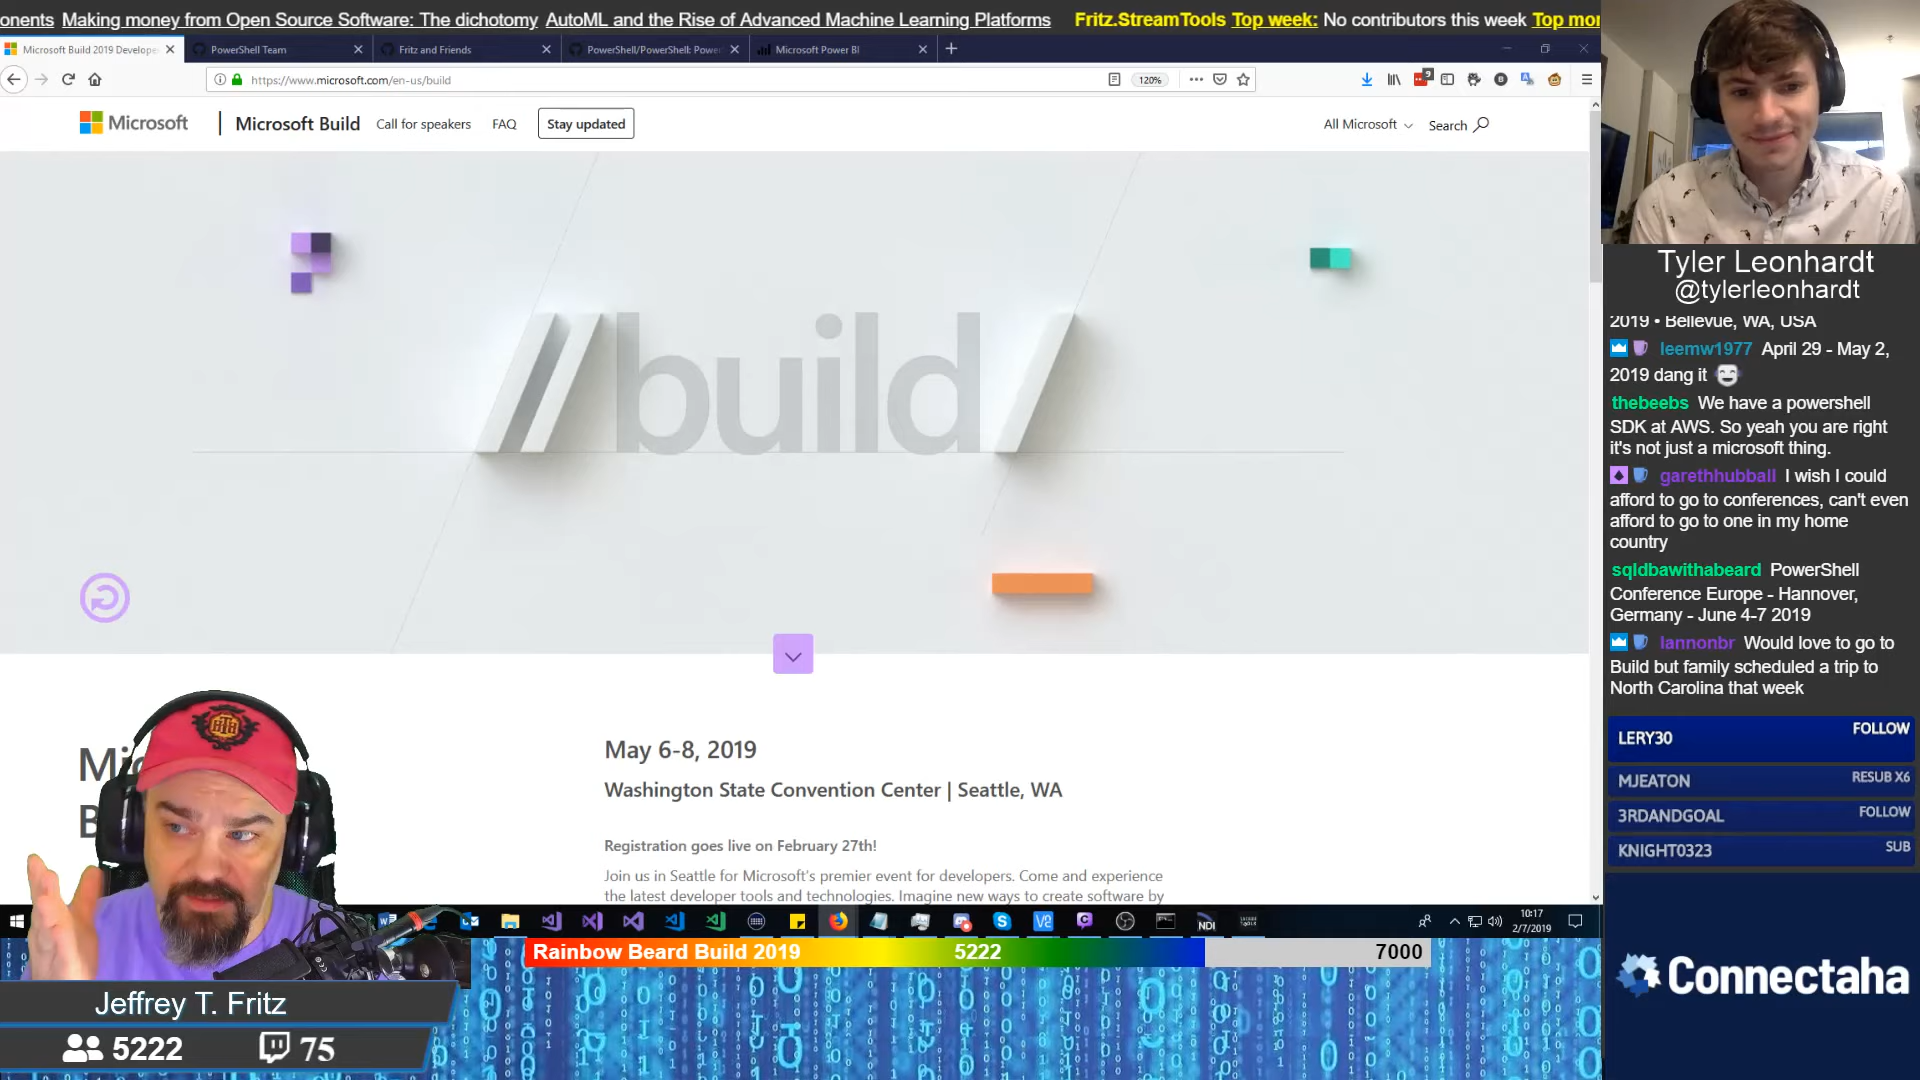 onents Making money from Open Source Software: The dichotomy AutoML and the Rise of Advanced Machine Learning Platforms Fritz.StreamTools Top week: No contributors this week Top mor
Microsoft Build 2019 Develope
PowerShell Team
Fritz and Friends
PowerShell/PowerShell: Power
Microsoft Power BI
https://www.microsoft.com/en-us/build
120%
9
Microsoft
Microsoft Build
Call for speakers
FAQ
Stay updated
All Microsoft
Search
//build/
May 6-8, 2019
Washington State Convention Center | Seattle, WA
Registration goes live on February 27th!
Join us in Seattle for Microsoft's premier event for developers. Come and experience
the latest developer tools and technologies. Imagine new ways to create software by
10:17
2/7/2019
NDI
Rainbow Beard Build 2019
5222
7000
Jeffrey T. Fritz
5222
75
Tyler Leonhardt
@tylerleonhardt
2019 • Bellevue, WA, USA
leemw1977 April 29 - May 2,
2019 dang it
thebeebs We have a powershell
SDK at AWS. So yeah you are right
it's not just a microsoft thing.
garethhubball I wish I could
afford to go to conferences, can't even
afford to go to one in my home
country
sqldbawithabeard PowerShell
Conference Europe - Hannover,
Germany - June 4-7 2019
lannonbr Would love to go to
Build but family scheduled a trip to
North Carolina that week
LERY30 FOLLOW
MJEATON RESUB X6
3RDANDGOAL FOLLOW
KNIGHT0323 SUB
Connectaha